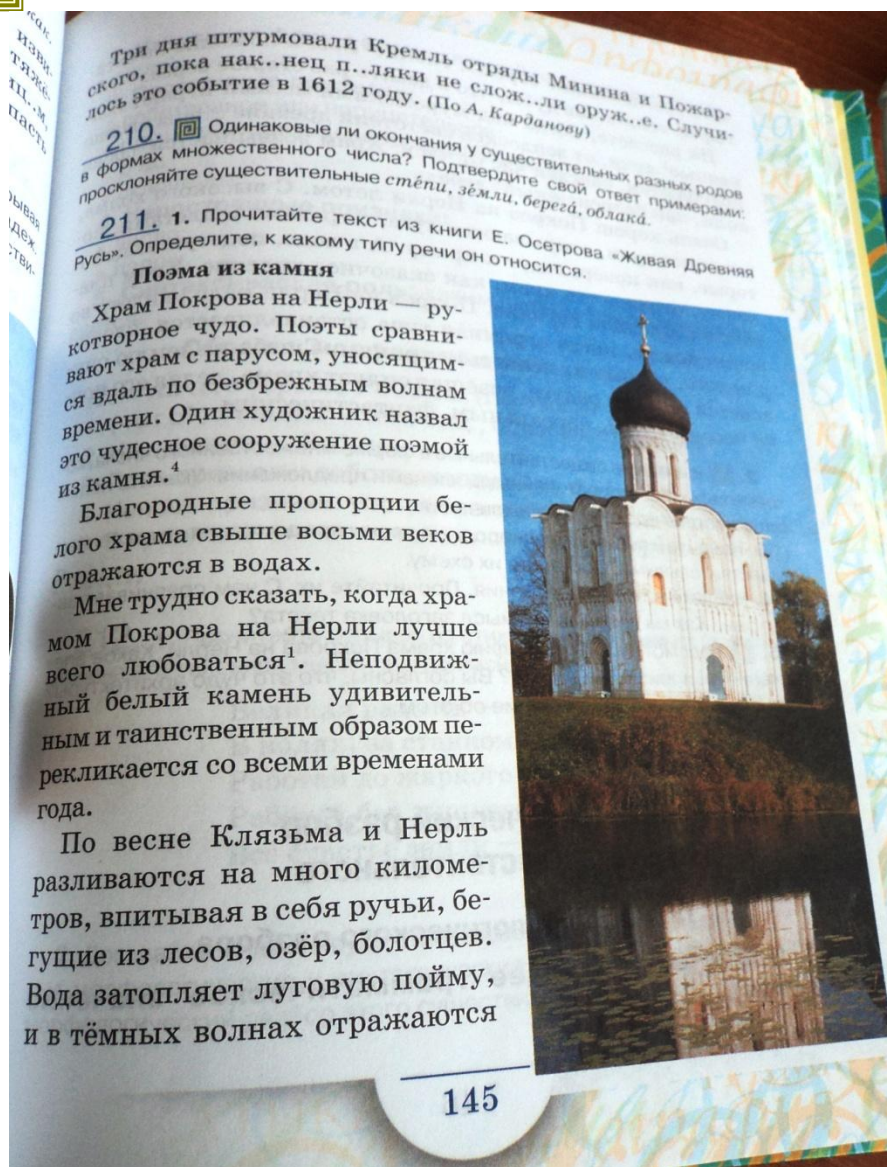 Три дня штурмовали Кремль отряды Минина и Пожар-
ского, пока нак..нец п..ляки не слож..ли оруж..е. Случи-
лось это событие в 1612 году. (По А. Карданову)
210. Одинаковые ли окончания у существительных разных родов
в формах множественного числа? Подтвердите свой ответ примерами:
просклоняйте существительные сте́пи, зе́мли, берега́, облака́.
211. 1. Прочитайте текст из книги Е. Осетрова «Живая Древняя
Русь». Определите, к какому типу речи он относится.
Поэма из камня
Храм Покрова на Нерли — ру-
котворное чудо. Поэты сравни-
вают храм с парусом, уносящим-
ся вдаль по безбрежным волнам
времени. Один художник назвал
это чудесное сооружение поэмой
из камня.⁴
Благородные пропорции бе-
лого храма свыше восьми веков
отражаются в водах.
Мне трудно сказать, когда хра-
мом Покрова на Нерли лучше
всего любоваться¹. Неподвиж-
ный белый камень удивитель-
ным и таинственным образом пе-
рекликается со всеми временами
года.
По весне Клязьма и Нерль
разливаются на много киломе-
тров, впитывая в себя ручьи, бе-
гущие из лесов, озёр, болотцев.
Вода затопляет луговую пойму,
и в тёмных волнах отражаются
145